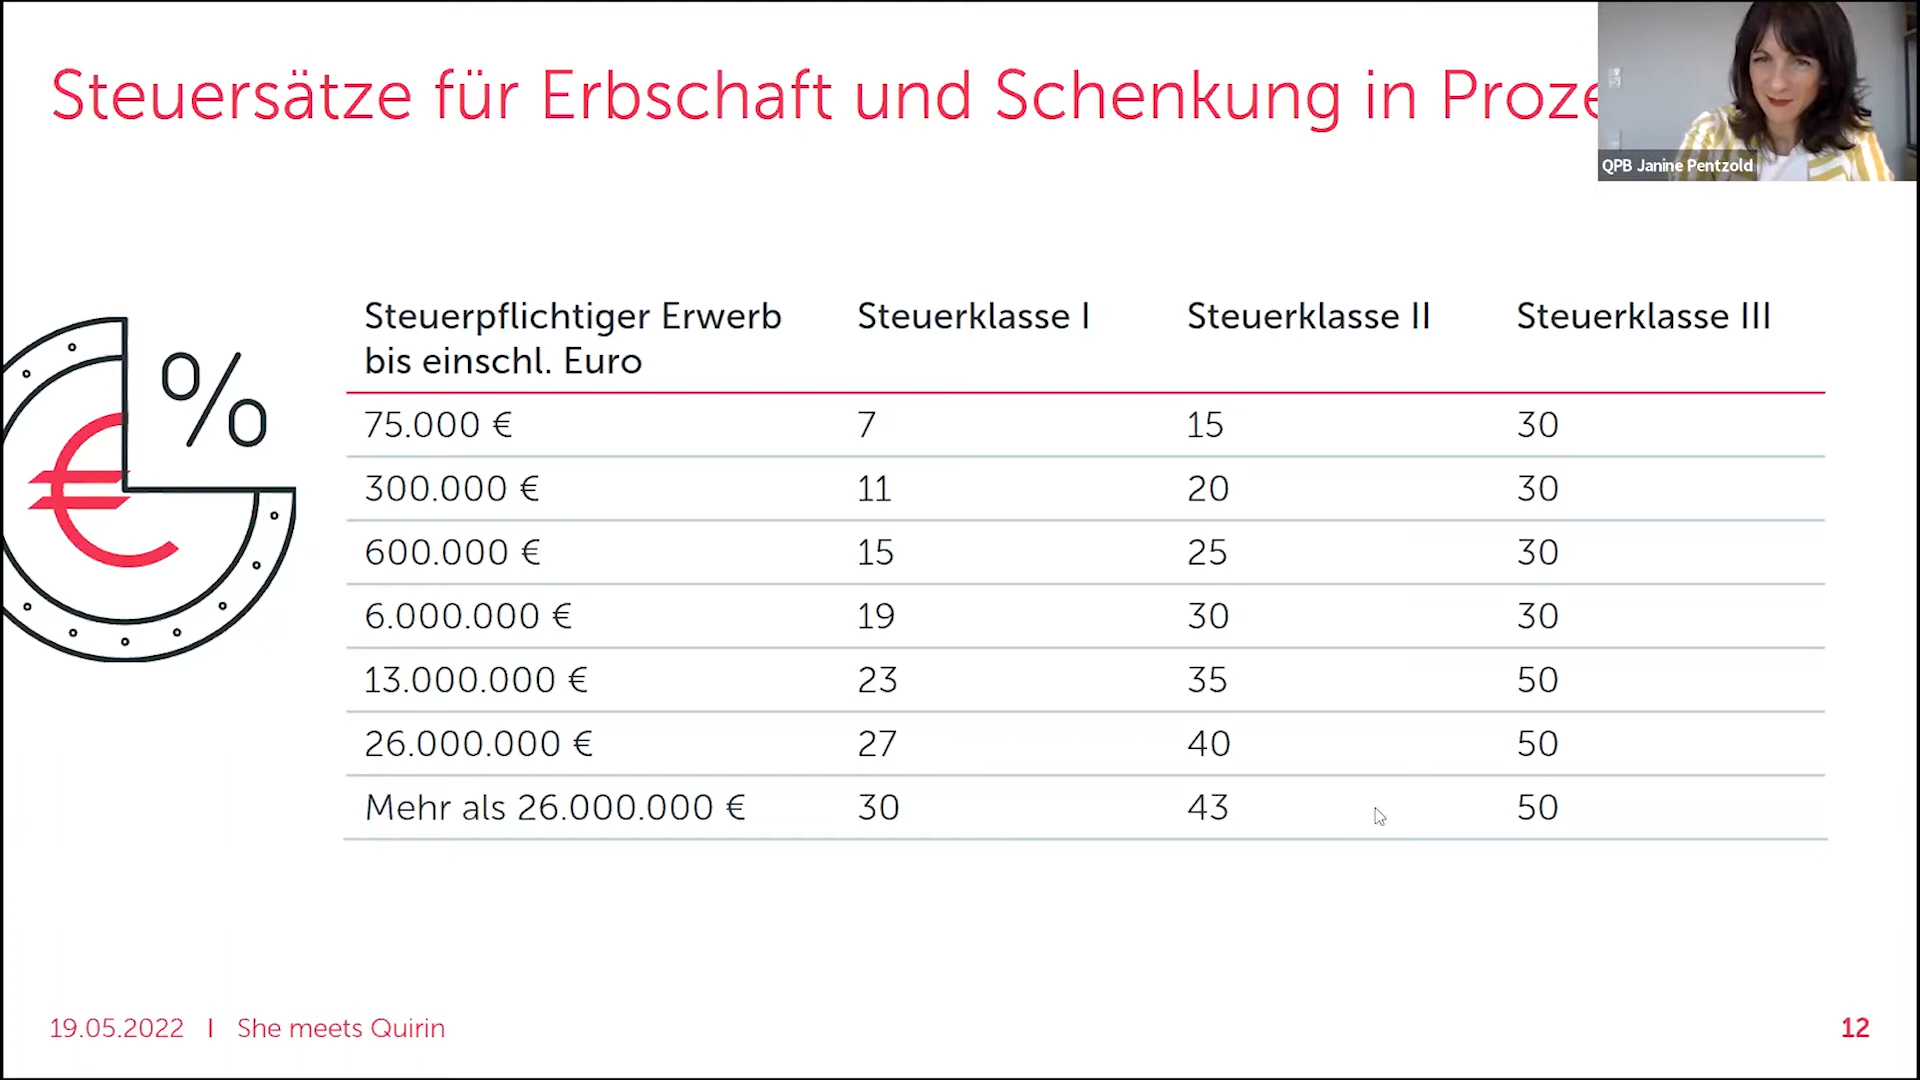 Steuersätze für Erbschaft und Schenkung in Proze
QPB Janine Pentzold
%
€
Steuerpflichtiger Erwerb bis einschl. Euro Steuerklasse I Steuerklasse II Steuerklasse III
75.000 € 7 15 30
300.000 € 11 20 30
600.000 € 15 25 30
6.000.000 € 19 30 30
13.000.000 € 23 35 50
26.000.000 € 27 40 50
Mehr als 26.000.000 € 30 43 50
19.05.2022 | She meets Quirin
12